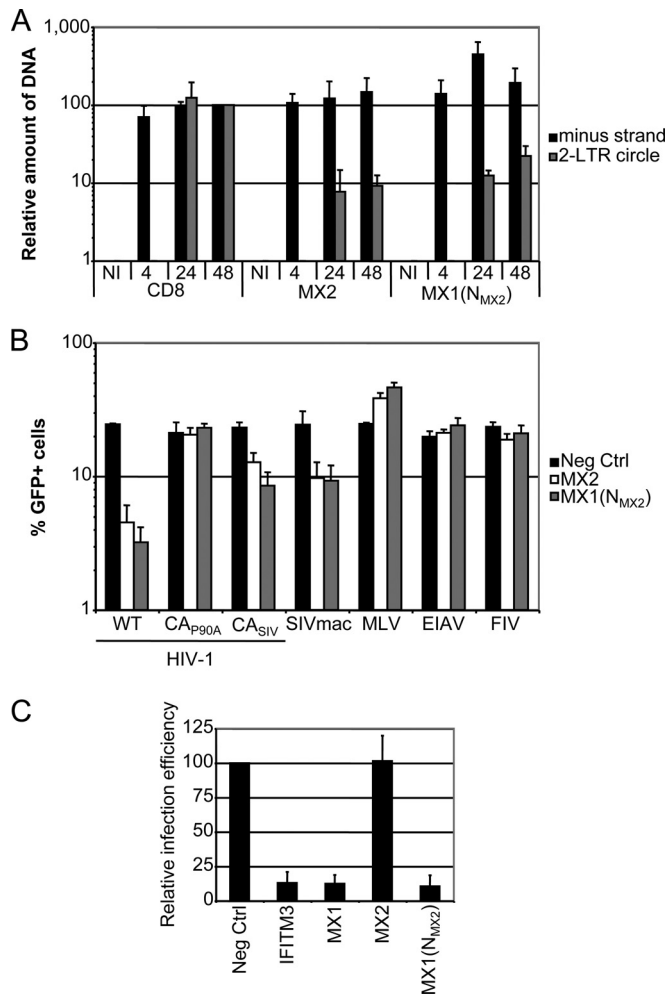 A
Relative amount of DNA
1,000
100
10
1
NI 4 24 48 NI 4 24 48 NI 4 24 48
CD8 MX2 MX1(NMX2)
minus strand
2-LTR circle
B
% GFP+ cells
100
10
1
WT CAP90A CASIV SIVmac MLV EIAV FIV
HIV-1
Neg Ctrl
MX2
MX1(NMX2)
C
Relative infection efficiency
125
100
75
50
25
0
Neg Ctrl
IFITM3
MX1
MX2
MX1(NMX2)